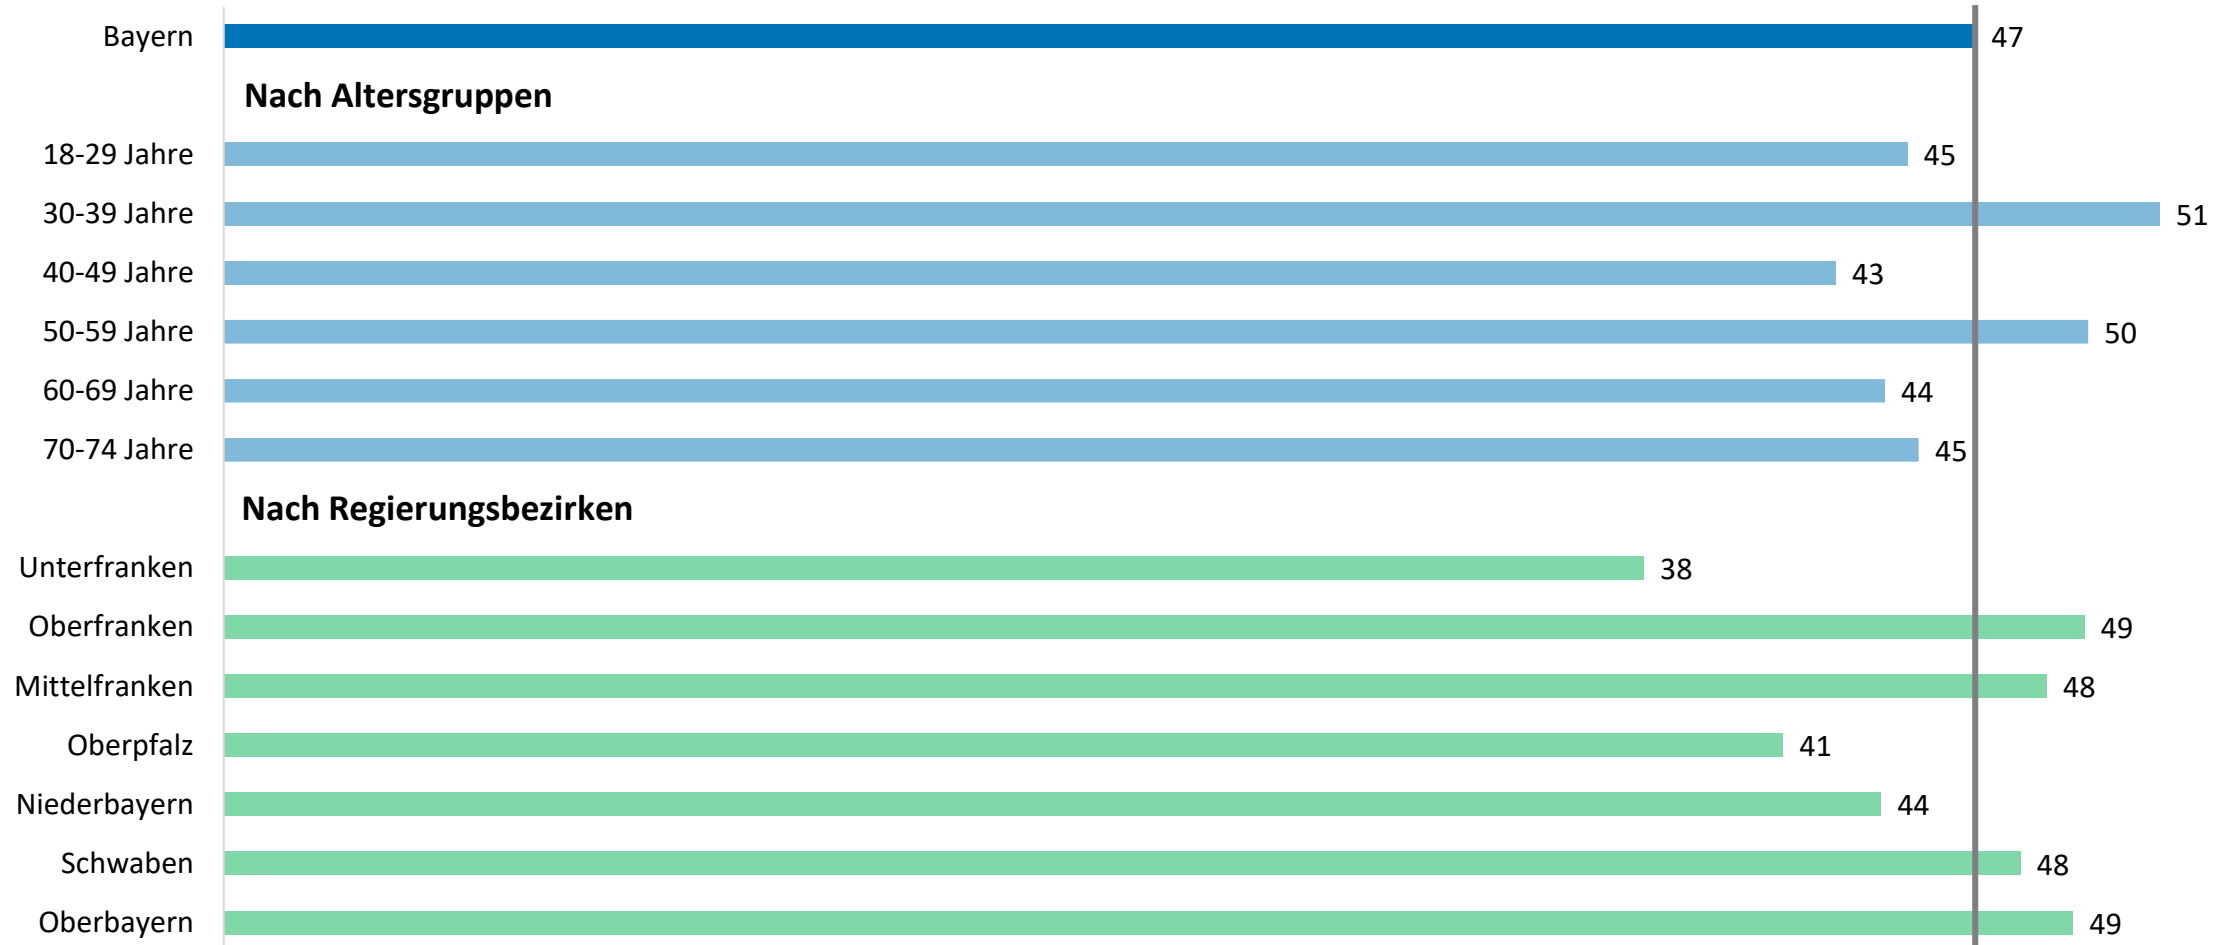 Bayern 47
Nach Altersgruppen
18-29 Jahre 45
30-39 Jahre 51
40-49 Jahre 43
50-59 Jahre 50
60-69 Jahre 44
70-74 Jahre 45
Nach Regierungsbezirken
Unterfranken 38
Oberfranken 49
Mittelfranken 48
Oberpfalz 41
Niederbayern 44
Schwaben 48
Oberbayern 49